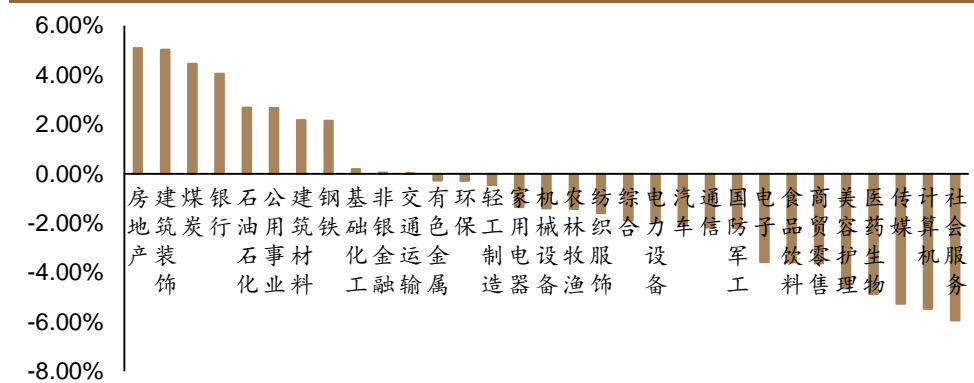 6.00%
4.00%
2.00%
0.00%
-2.00%
-4.00%
-6.00%
-8.00%
房地产
建筑装饰
煤炭
银行
石油石化
公用事业
建筑材料
钢铁
基础化工
非银金融
交通运输
有色金属
环保
轻工制造
家用电器
机械设备
农林牧渔
纺织服饰
综合
电力设备
汽车
通信
国防军工
电子
食品饮料
商贸零售
美容护理
医药生物
传媒
计算机
社会服务